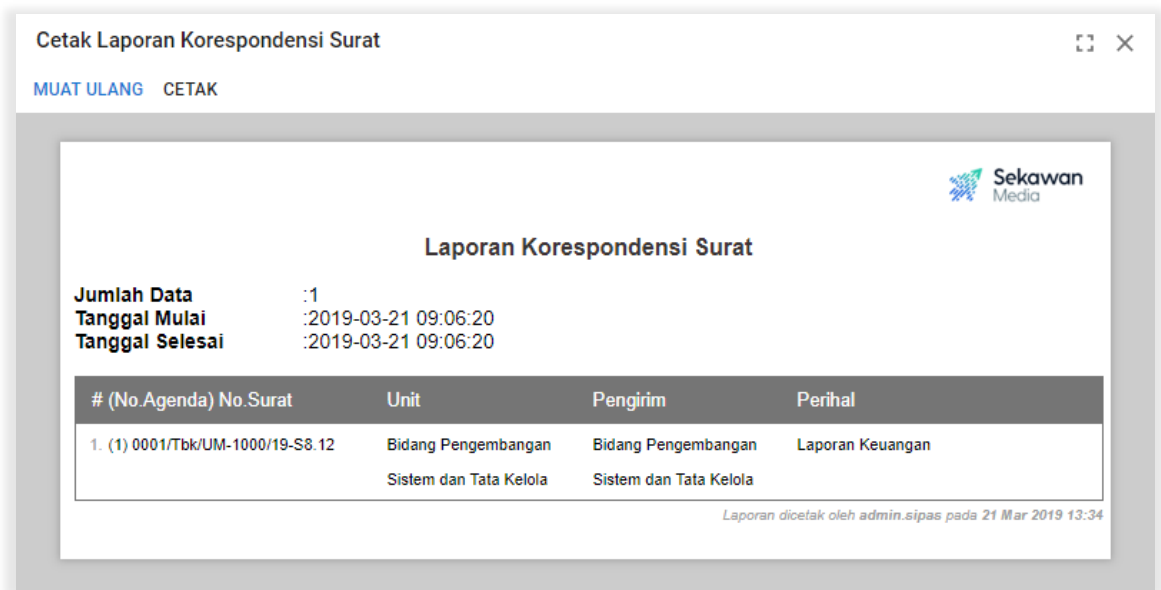 Cetak Laporan Korespondensi Surat
MUAT ULANG CETAK
Sekawan
Media
Laporan Korespondensi Surat
Jumlah Data :1
Tanggal Mulai :2019-03-21 09:06:20
Tanggal Selesai :2019-03-21 09:06:20
# (No.Agenda) No.Surat Unit Pengirim Perihal
1. (1) 0001/Tbk/UM-1000/19-S8.12 Bidang Pengembangan Bidang Pengembangan Laporan Keuangan
Sistem dan Tata Kelola Sistem dan Tata Kelola
Laporan dicetak oleh admin.sipas pada 21 Mar 2019 13:34